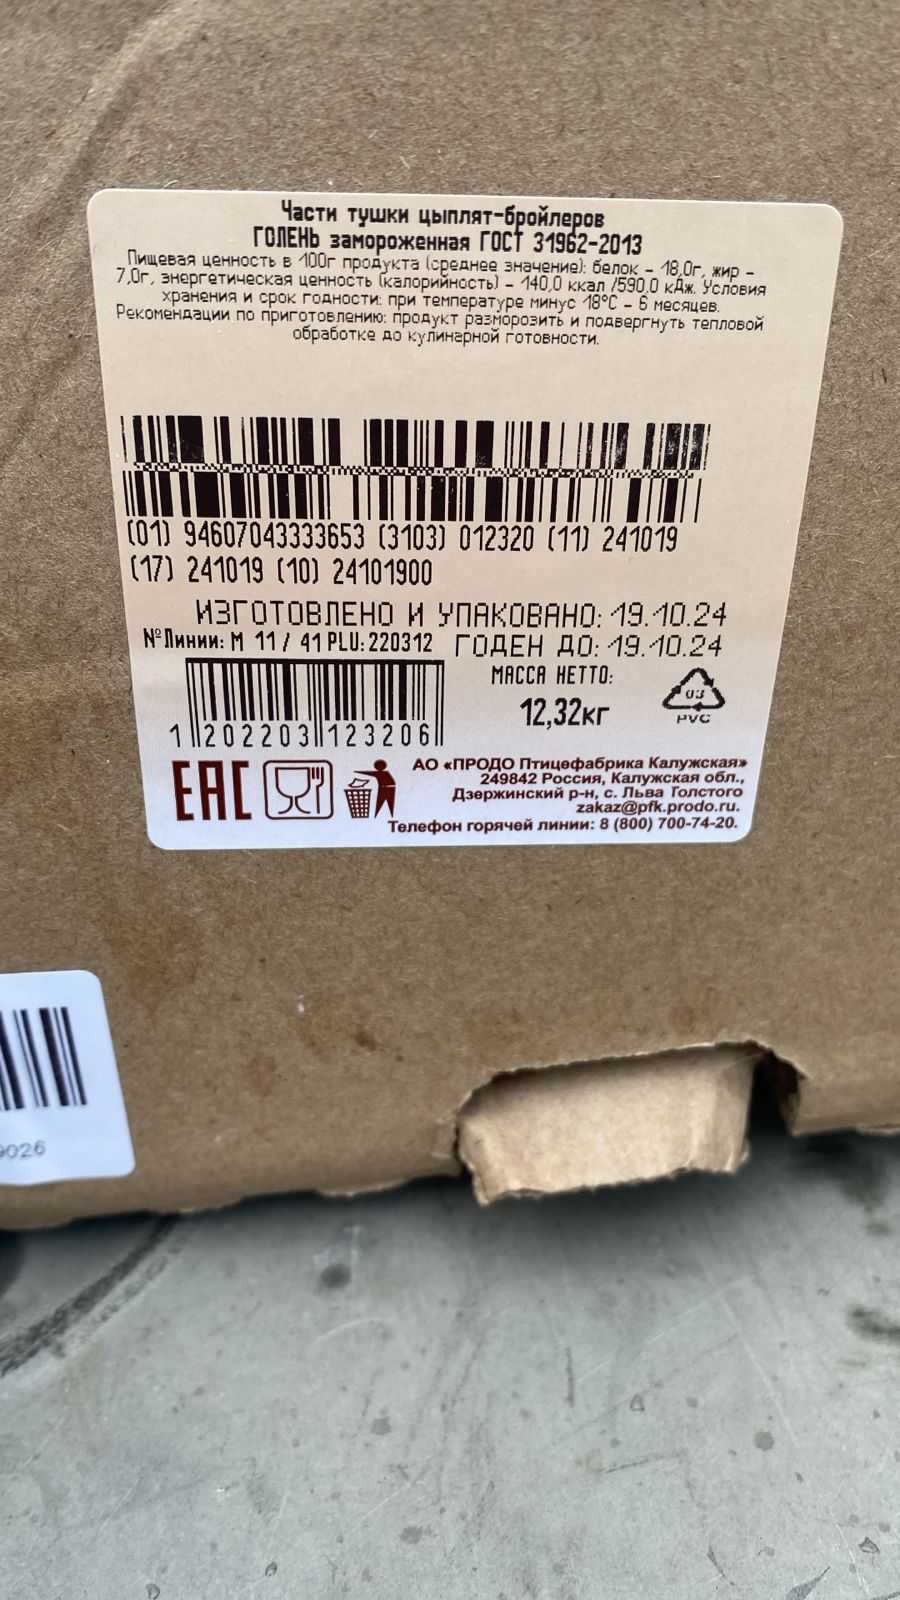 Части тушки цыплят-бройлеров
ГОЛЕНЬ замороженная ГОСТ 31962-2013
Пищевая ценность в 100г продукта (среднее значение): белок - 18,0г, жир -
7,0г, энергетическая ценность (калорийность) - 140,0 ккал /590,0 кДж. Условия
хранения и срок годности: при температуре минус 18°С - 6 месяцев.
Рекомендации по приготовлению: продукт разморозить и подвергнуть тепловой
обработке до кулинарной готовности.
(01) 94607043333653 (3103) 012320 (11) 241019
(17) 241019 (10) 24101900
ИЗГОТОВЛЕНО И УПАКОВАНО: 19.10.24
№Линии: М 11 / 41 PLU: 220312 ГОДЕН ДО: 19.10.24
МАССА НЕТТО:
12,32кг
03
PVC
1 202203 123206
EAC
АО «ПРОДО Птицефабрика Калужская»
249842 Россия, Калужская обл.,
Дзержинский р-н, с. Льва Толстого
zakaz@pfk.prodo.ru.
Телефон горячей линии: 8 (800) 700-74-20.
9026